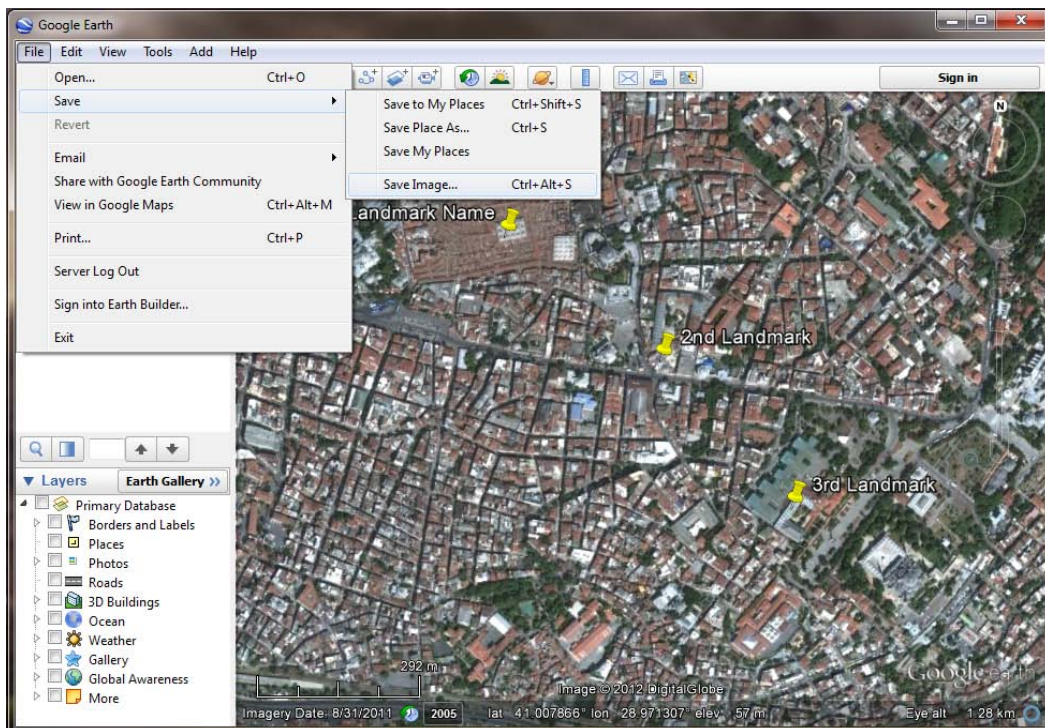 Google Earth
File Edit View Tools Add Help
Open... Ctrl+O
Save
Revert
Email
Share with Google Earth Community
View in Google Maps Ctrl+Alt+M
Print... Ctrl+P
Server Log Out
Sign into Earth Builder...
Exit
Save to My Places Ctrl+Shift+S
Save Place As... Ctrl+S
Save My Places
Save Image... Ctrl+Alt+S
Sign in
N
Landmark Name
2nd Landmark
3rd Landmark
Layers Earth Gallery »
Primary Database
Borders and Labels
Places
Photos
Roads
3D Buildings
Ocean
Weather
Gallery
Global Awareness
More
292 m
Google earth
Image © 2012 DigitalGlobe
Imagery Date: 8/31/2011 2005 lat 41.007866° lon 28.971307° elev 57 m Eye alt 1.28 km